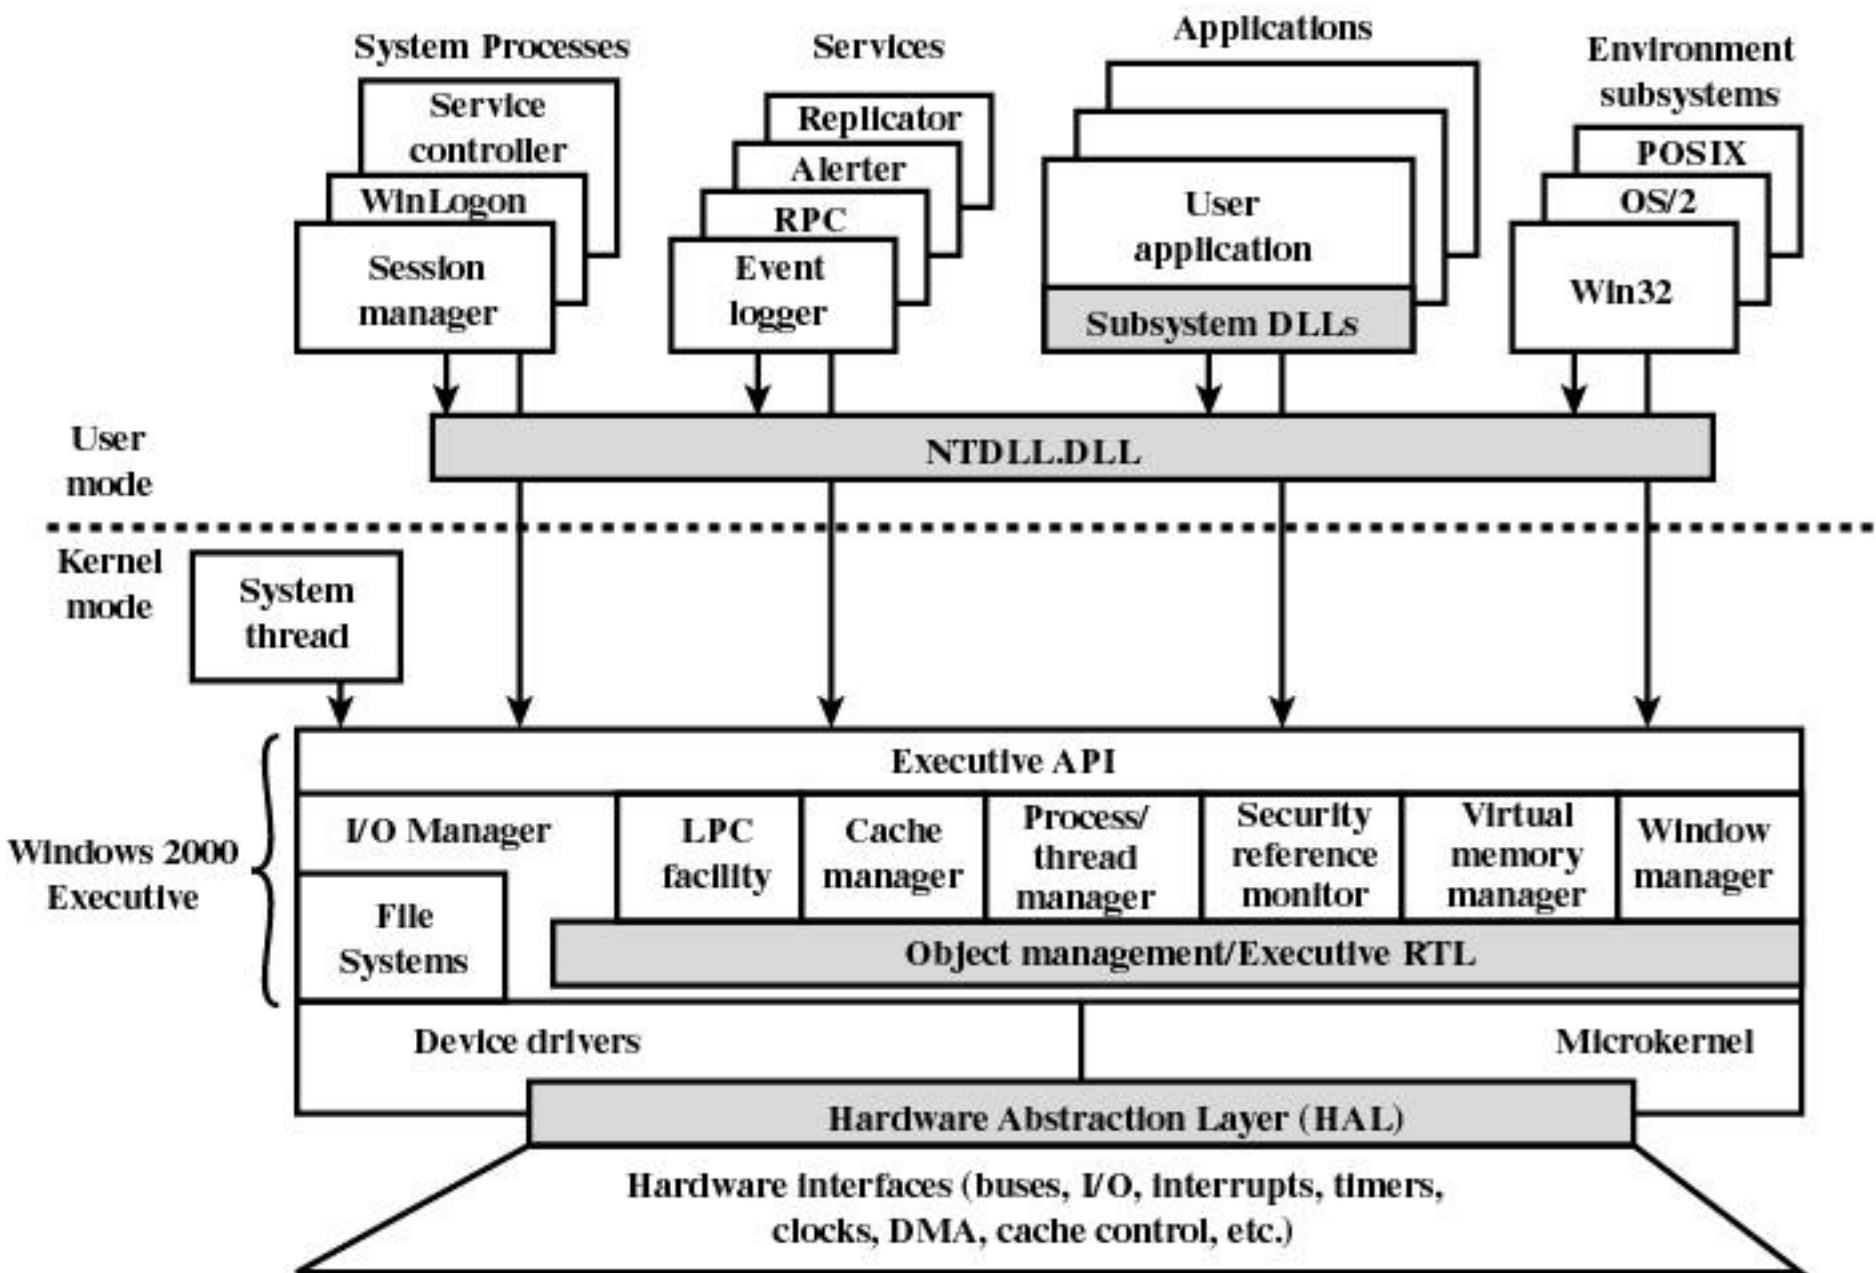 System Processes
Services
Applications
Environment
subsystems
Service
controller
WinLogon
Session
manager
Replicator
Alerter
RPC
Event
logger
User
application
Subsystem DLLs
POSIX
OS/2
Win32
User
mode
NTDLL.DLL
Kernel
mode
System
thread
Executive API
Windows 2000
Executive
I/O Manager
LPC
facility
Cache
manager
Process/
thread
manager
Security
reference
monitor
Virtual
memory
manager
Window
manager
File
Systems
Object management/Executive RTL
Device drivers
Microkernel
Hardware Abstraction Layer (HAL)
Hardware interfaces (buses, I/O, interrupts, timers,
clocks, DMA, cache control, etc.)